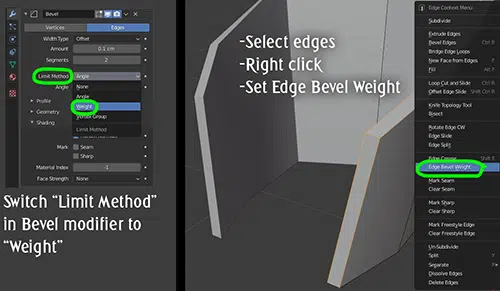 Bevel
Vertices
Edges
Width Type
Offset
Amount
0.1 cm
Segments
2
Limit Method
Angle
Angle
None
Angle
Weight
Vertex Group
Limit Method
Profile
Geometry
Shading
Mark
Seam
Sharp
Material Index
-1
Face Strength
None
Switch “Limit Method”
in Bevel modifier to
“Weight”
-Select edges
-Right click
-Set Edge Bevel Weight
Edge Context Menu
Subdivide
Extrude Edges
Bevel Edges
Bridge Edge Loops
New Face from Edges
Fill
Loop Cut and Slide
Offset Edge Slide
Knife Topology Tool
Bisect
Rotate Edge CW
Edge Slide
Edge Split
Edge Crease
Edge Bevel Weight
Mark Seam
Clear Seam
Mark Sharp
Clear Sharp
Mark Freestyle Edge
Clear Freestyle Edge
Un-Subdivide
Split
Separate
Dissolve Edges
Delete Edges